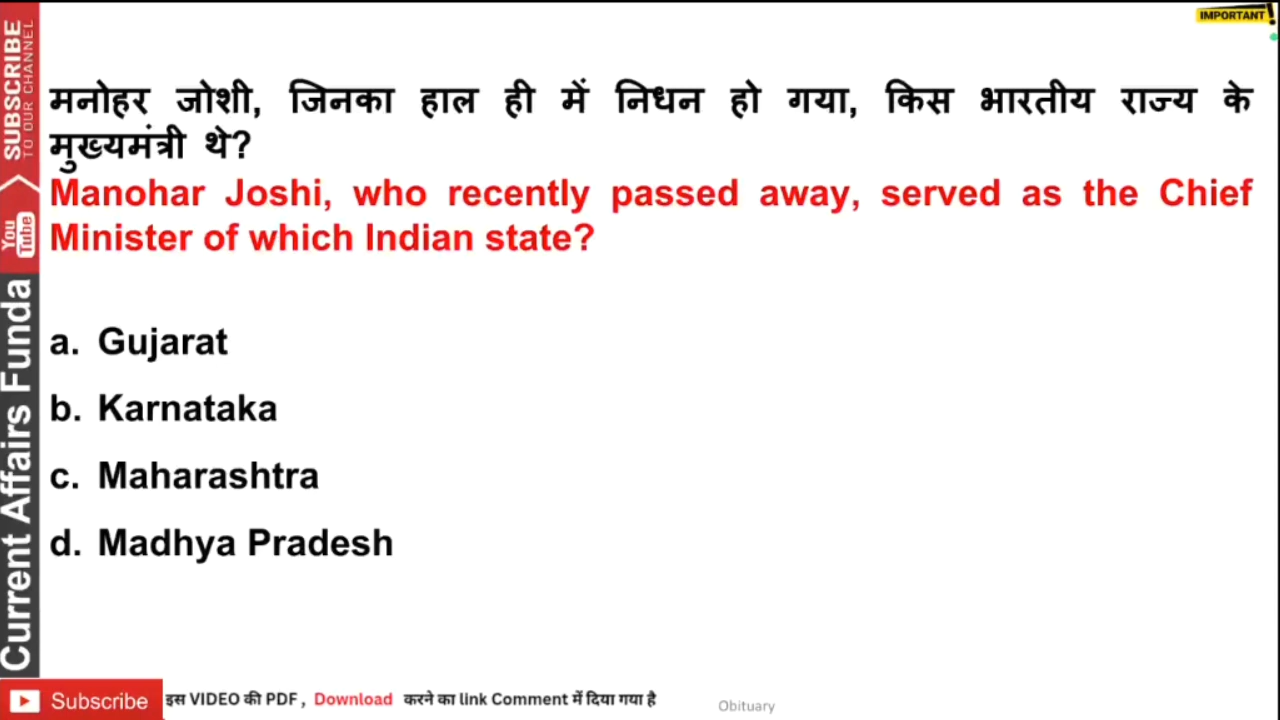 IMPORTANT!
मनोहर जोशी, जिनका हाल ही में निधन हो गया, किस भारतीय राज्य के
मुख्यमंत्री थे?
Manohar Joshi, who recently passed away, served as the Chief
Minister of which Indian state?
a. Gujarat
b. Karnataka
c. Maharashtra
d. Madhya Pradesh
SUBSCRIBE
TO OUR CHANNEL
You Tube
Current Affairs Funda
Subscribe
इस VIDEO की PDF , Download करने का link Comment में दिया गया है
Obituary